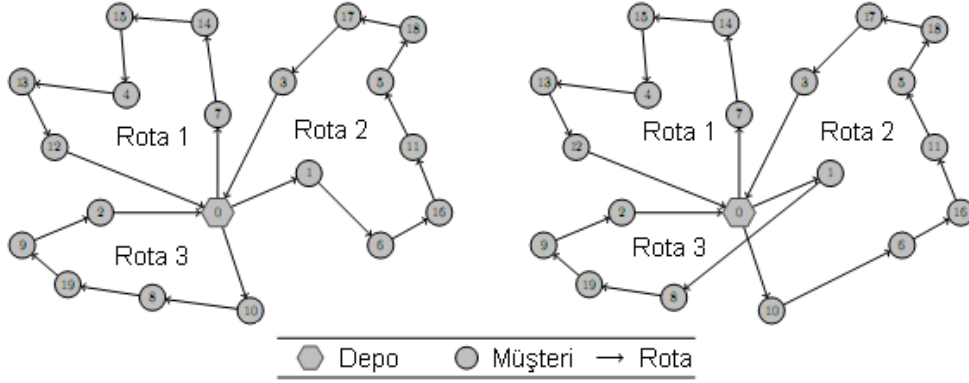 15 14 17 18 15 14 17 18
13 4 3 5 13 4 3 5
7 7
Rota 1 Rota 2 Rota 1 Rota 2
12 11 12 11
1 1
2 0 16 2 0 16
9 6 9 6
Rota 3 Rota 3
19 8 10 19 8 10
Depo Müşteri Rota